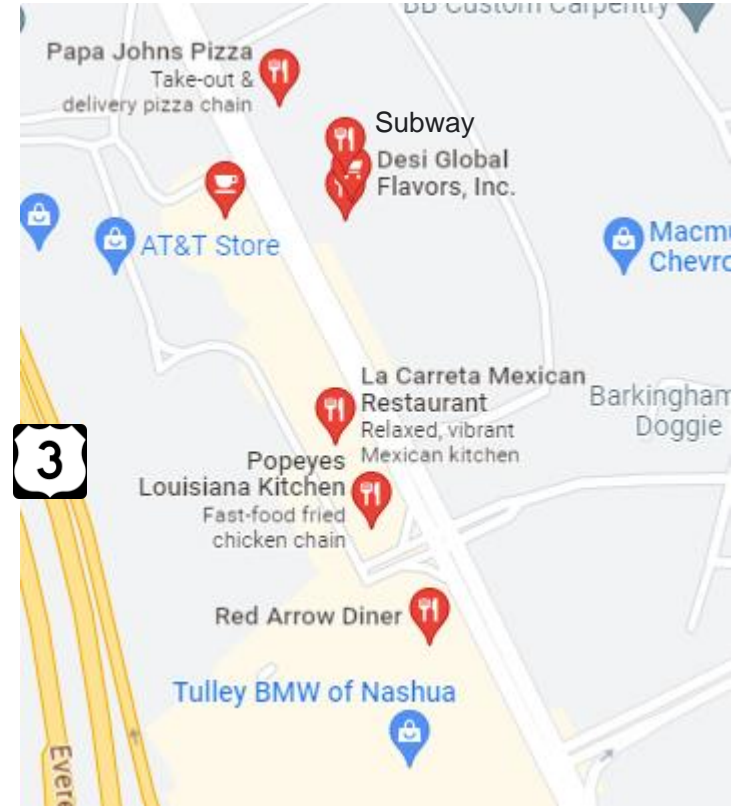 BB Custom Carpentry
Papa Johns Pizza
Take-out &
delivery pizza chain
Subway
Desi Global
Flavors, Inc.
AT&T Store
Macmu
Chevro
La Carreta Mexican
Restaurant
Relaxed, vibrant
Mexican kitchen
Barkingham
Doggie
3
Popeyes
Louisiana Kitchen
Fast-food fried
chicken chain
Red Arrow Diner
Tulley BMW of Nashua
Evere